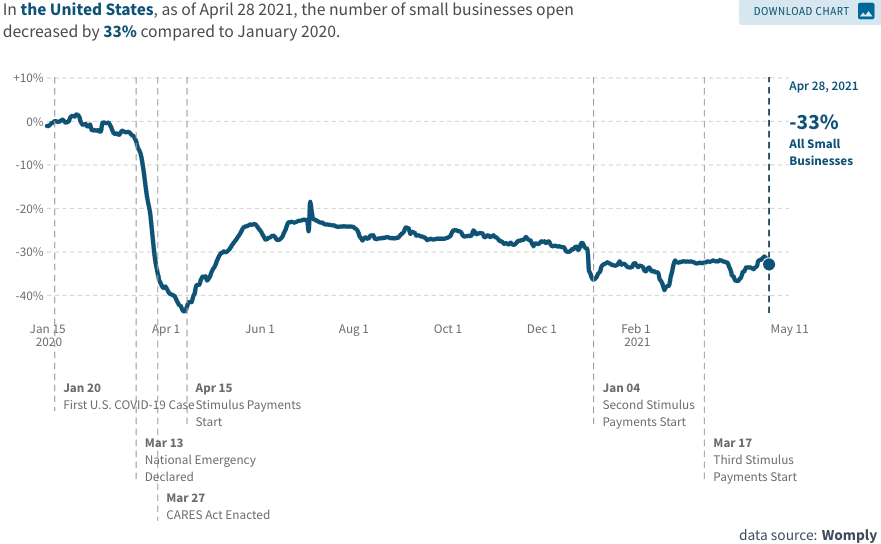 In the United States, as of April 28 2021, the number of small businesses open
decreased by 33% compared to January 2020.
DOWNLOAD CHART
+10%
0%
-10%
-20%
-30%
-40%
Apr 28, 2021
-33%
All Small
Businesses
Jan 15
2020
Apr 1
Jun 1
Aug 1
Oct 1
Dec 1
Feb 1
2021
May 11
Jan 20
First U.S. COVID-19 Case
Apr 15
Stimulus Payments
Start
Jan 04
Second Stimulus
Payments Start
Mar 13
National Emergency
Declared
Mar 17
Third Stimulus
Payments Start
Mar 27
CARES Act Enacted
data source: Womply